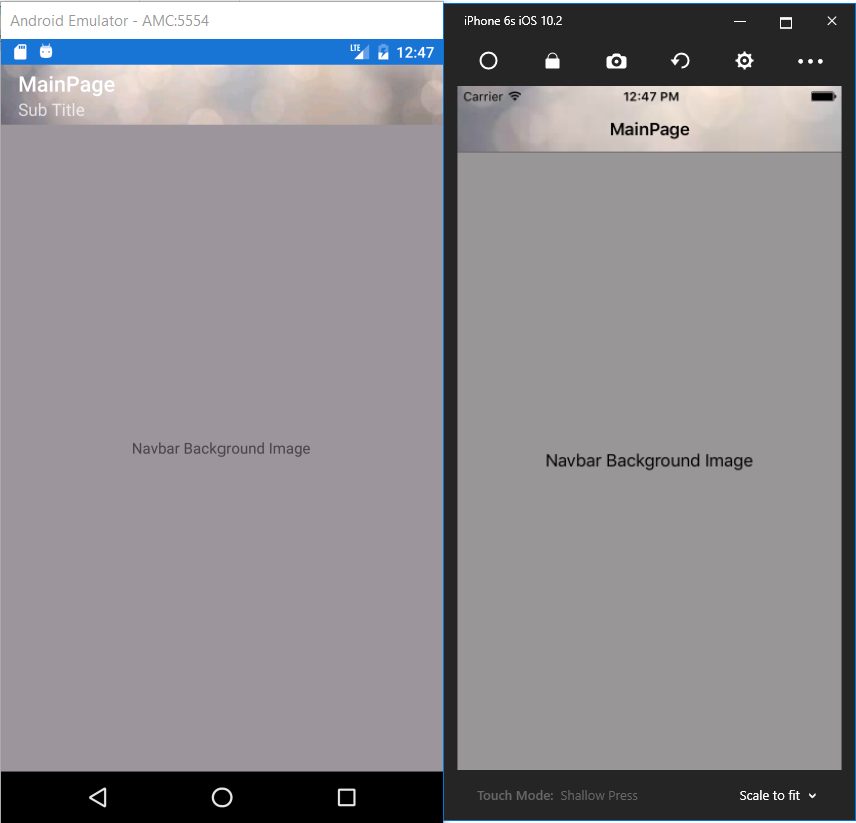 Android Emulator - AMC:5554
LTE 12:47
MainPage
Sub Title
Navbar Background Image
iPhone 6s iOS 10.2
Carrier 12:47 PM
MainPage
Navbar Background Image
Touch Mode: Shallow Press Scale to fit